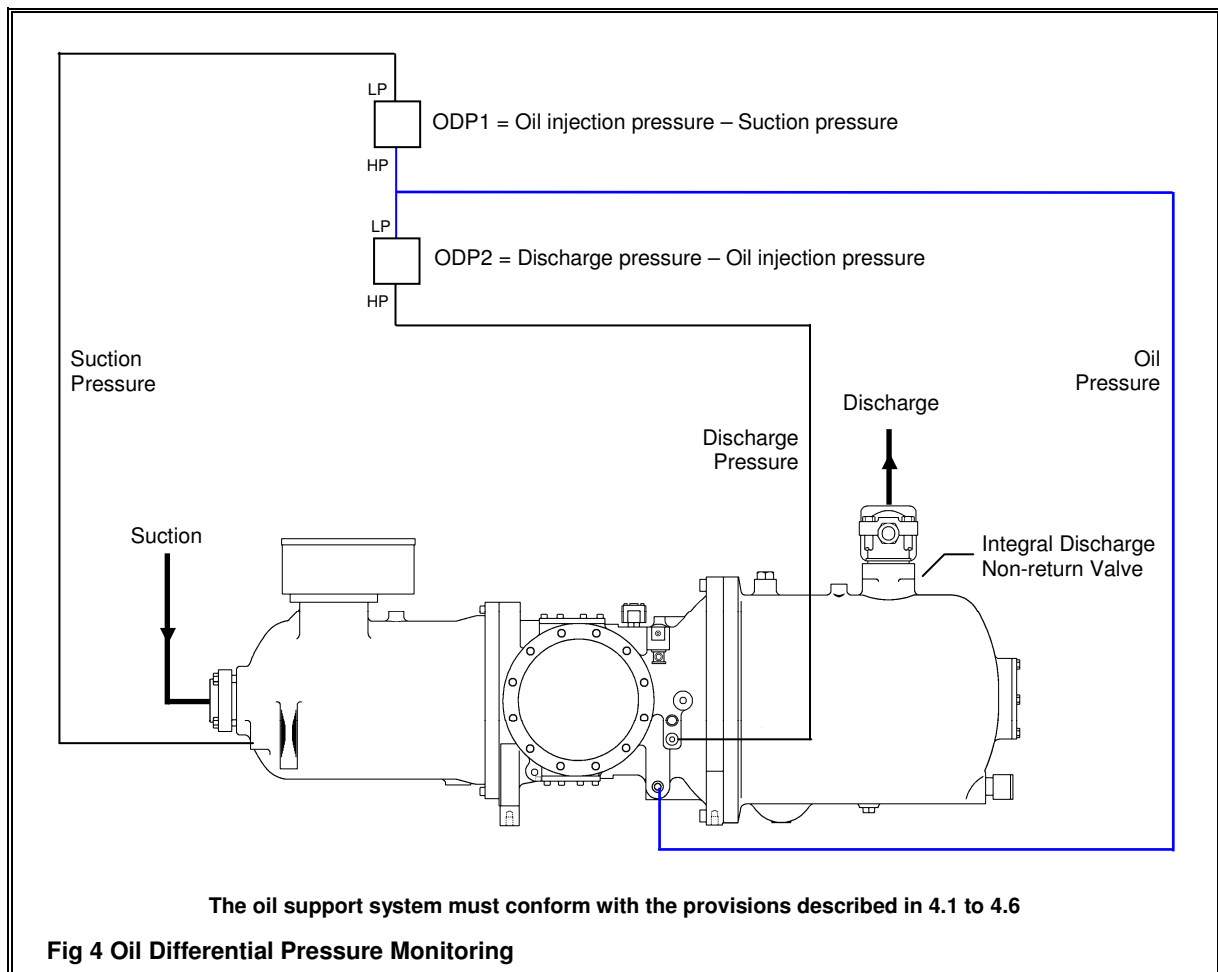 LP
ODP1 = Oil injection pressure – Suction pressure
HP
LP
ODP2 = Discharge pressure – Oil injection pressure
HP
Suction
Pressure
Oil
Pressure
Discharge
Discharge
Pressure
Suction
Integral Discharge
Non-return Valve
The oil support system must conform with the provisions described in 4.1 to 4.6
Fig 4 Oil Differential Pressure Monitoring